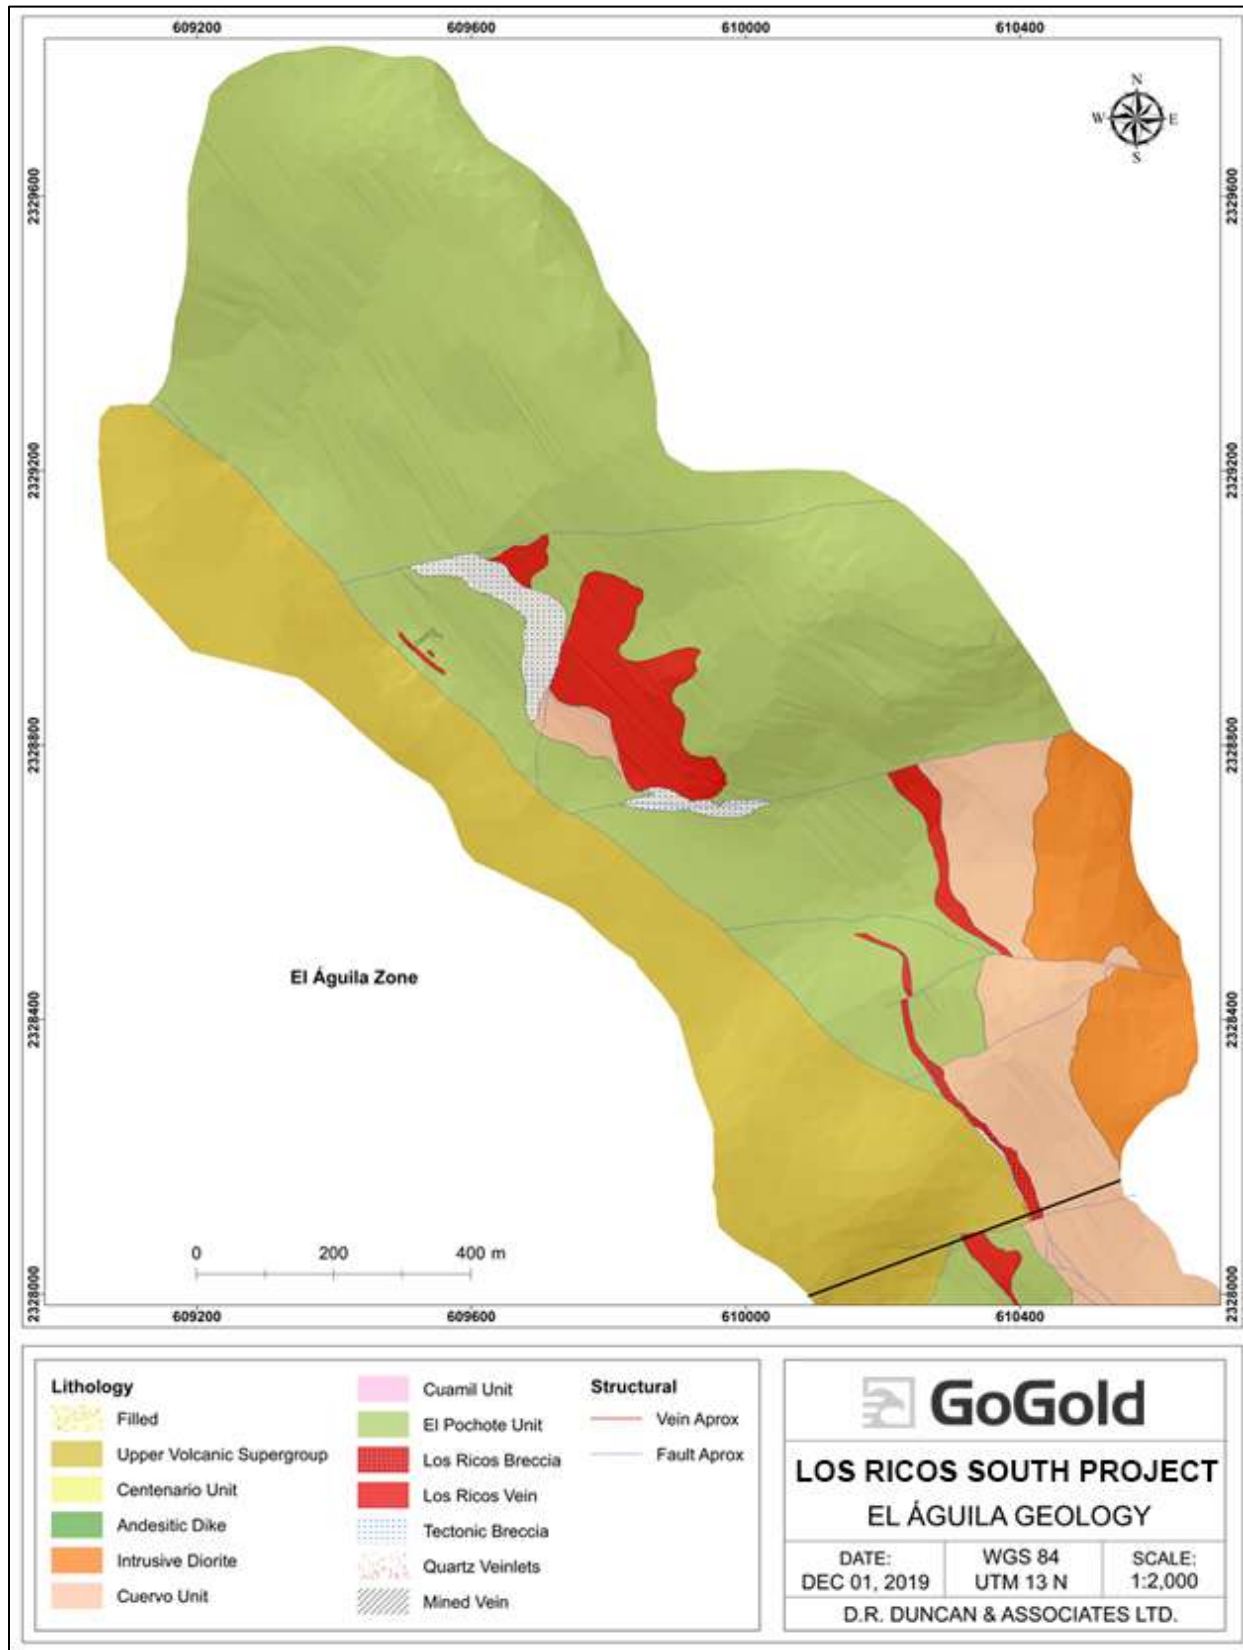 609200 609600 610000 610400
N
W E
S
2329600 2329600
2329200 2329200
2328800 2328800
El Águila Zone
2328400 2328400
0 200 400 m
2328000 2328000
609200 609600 610000 610400
Lithology
Filled
Upper Volcanic Supergroup
Centenario Unit
Andesitic Dike
Intrusive Diorite
Cuervo Unit
Cuamil Unit
El Pochote Unit
Los Ricos Breccia
Los Ricos Vein
Tectonic Breccia
Quartz Veinlets
Mined Vein
Structural
Vein Aprox
Fault Aprox
GoGold
LOS RICOS SOUTH PROJECT
EL ÁGUILA GEOLOGY
DATE:
DEC 01, 2019
WGS 84
UTM 13 N
SCALE:
1:2,000
D.R. DUNCAN & ASSOCIATES LTD.